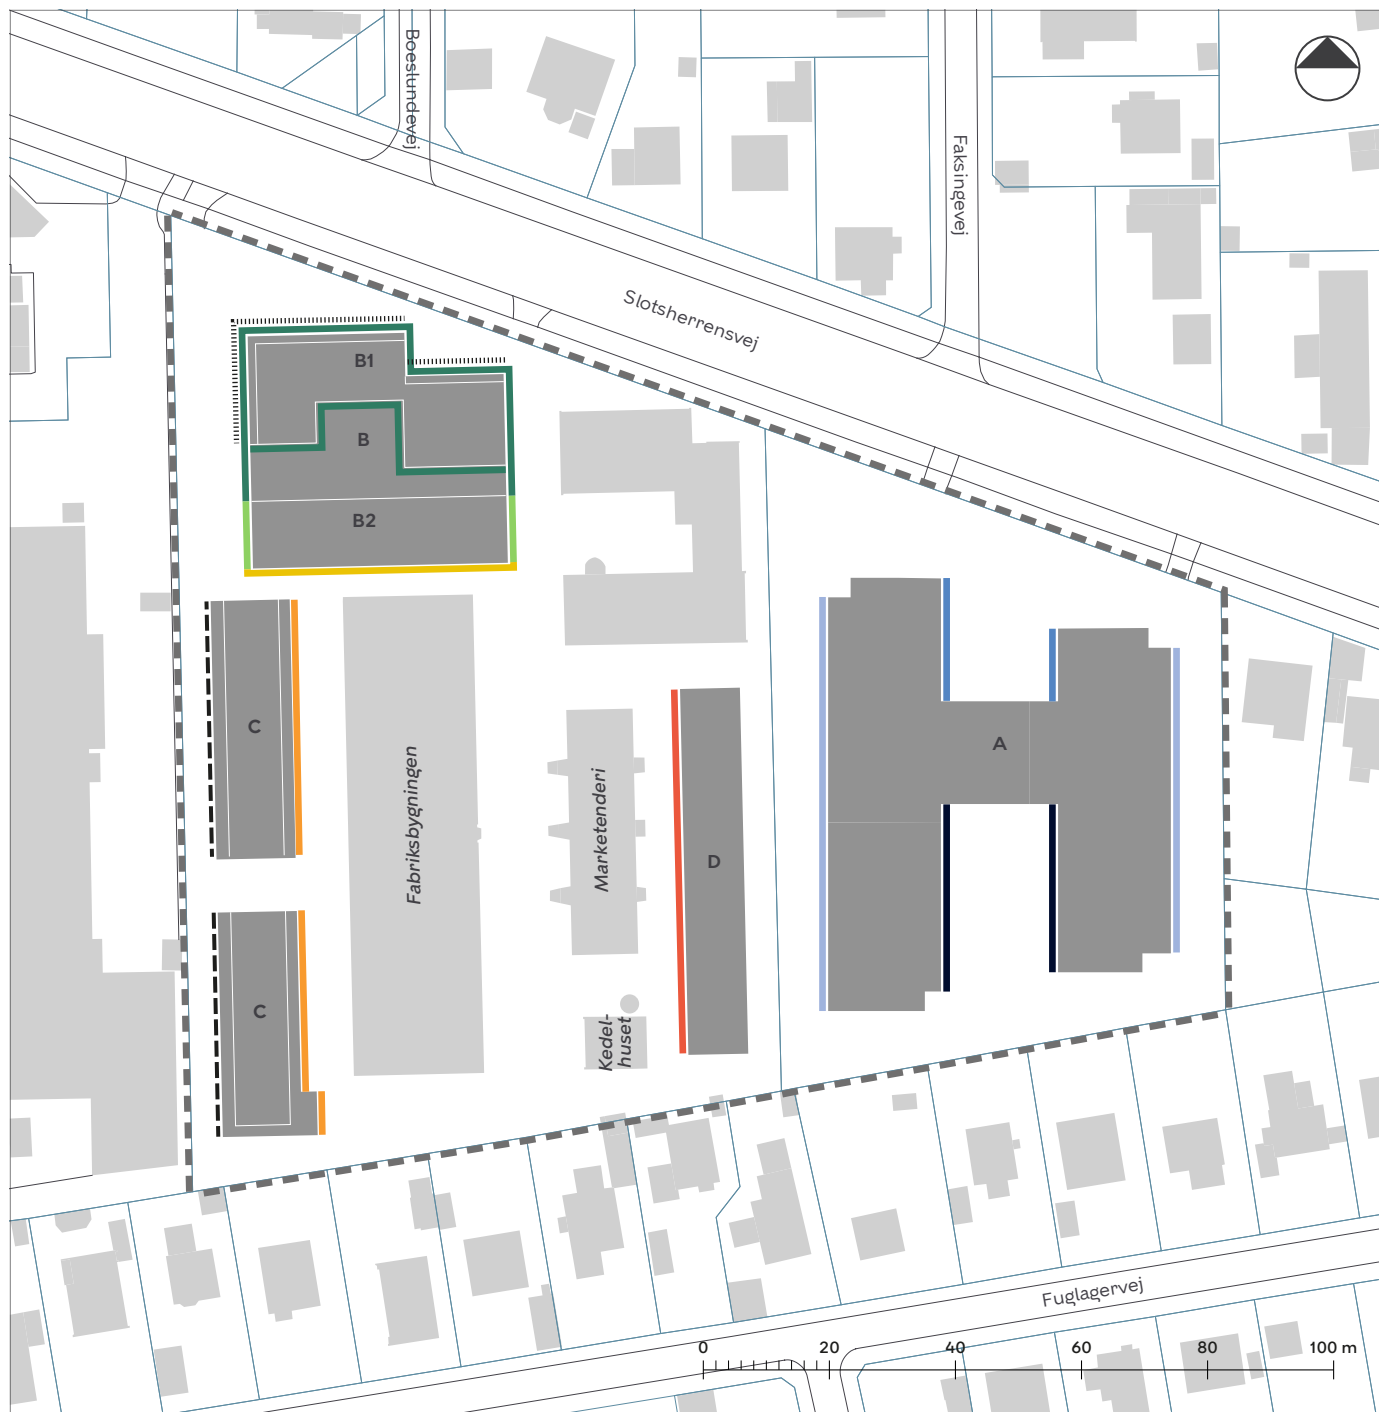 Boeslundevej
Faksingevej
Slotsherrensvej
B1
B
B2
C
Fabriksbygningen
Marketenderi
D
A
C
Kedel-
huset
Fuglagervej
0 20 40 60 80 100 m